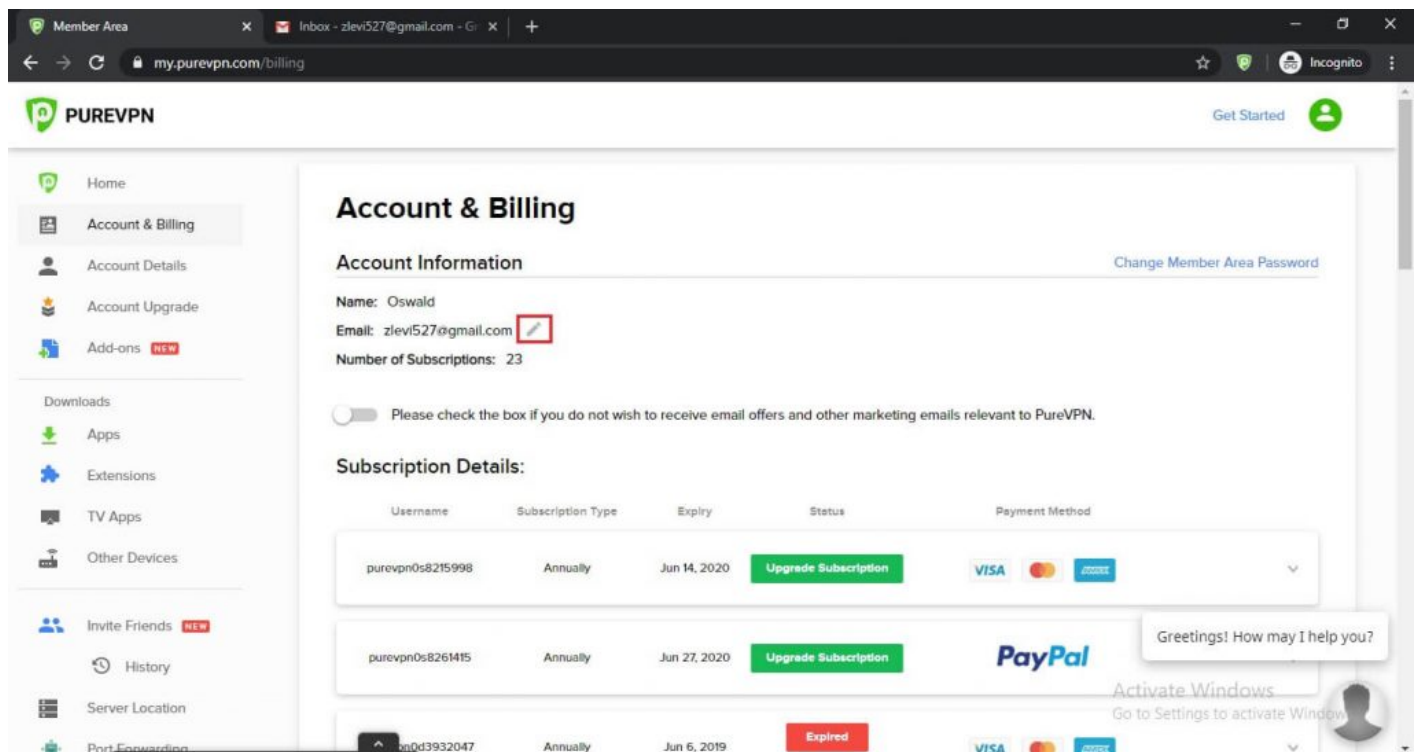 Member Area
Inbox - zlevi527@gmail.com - G
my.purevpn.com/billing
Incognito
PUREVPN
Get Started
Home
Account & Billing
Account Details
Account Upgrade
Add-ons NEW
Downloads
Apps
Extensions
TV Apps
Other Devices
Invite Friends NEW
History
Server Location
Port Forwarding
Account & Billing
Account Information
Change Member Area Password
Name: Oswald
Email: zlevi527@gmail.com
Number of Subscriptions: 23
Please check the box if you do not wish to receive email offers and other marketing emails relevant to PureVPN.
Subscription Details:
Username Subscription Type Expiry Status Payment Method
purevpn0s8215998 Annually Jun 14, 2020 Upgrade Subscription VISA
purevpn0s8261415 Annually Jun 27, 2020 Upgrade Subscription PayPal
pn0d3932047 Annually Jun 6, 2019 Expired VISA
Greetings! How may I help you?
Activate Windows
Go to Settings to activate Window